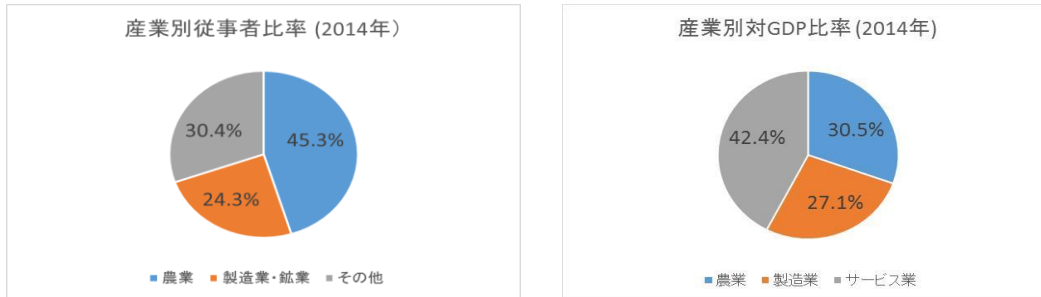 産業別従事者比率 (2014年）
30.4%
45.3%
24.3%
農業 製造業・鉱業 その他
産業別対GDP比率 (2014年)
42.4%
30.5%
27.1%
農業 製造業 サービス業